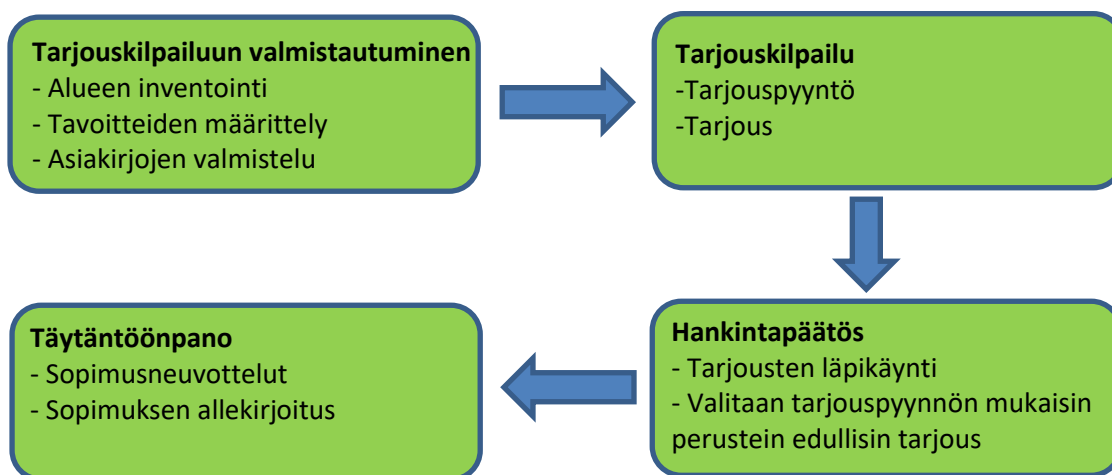 Tarjouskilpailuun valmistautuminen
- Alueen inventointi
- Tavoitteiden määrittely
- Asiakirjojen valmistelu
Tarjouskilpailu
-Tarjouspyyntö
-Tarjous
Hankintapäätös
- Tarjousten läpikäynti
- Valitaan tarjouspyynnön mukaisin
perustein edullisin tarjous
Täytäntöönpano
- Sopimusneuvottelut
- Sopimuksen allekirjoitus